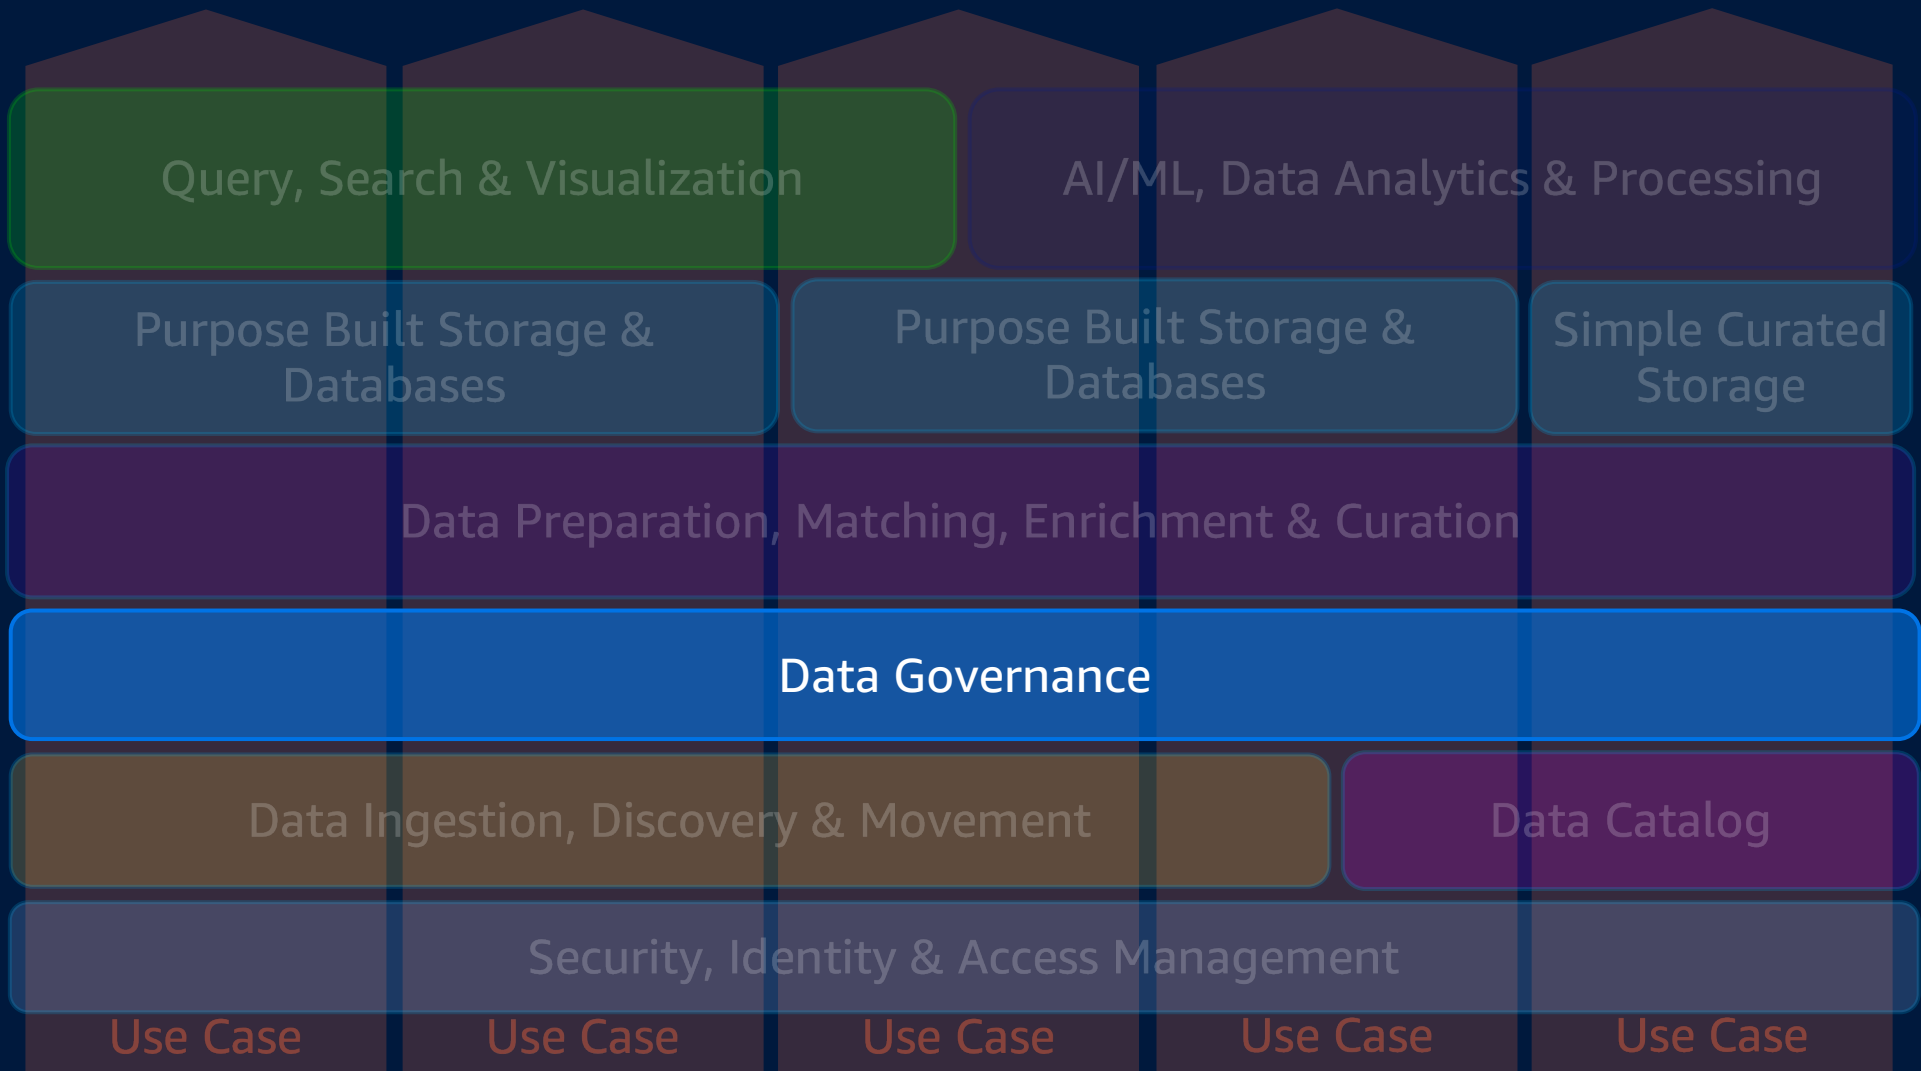 Query, Search & Visualization
AI/ML, Data Analytics & Processing
Purpose Built Storage &
Databases
Purpose Built Storage &
Databases
Simple Curated
Storage
Data Preparation, Matching, Enrichment & Curation
Data Governance
Data Ingestion, Discovery & Movement
Data Catalog
Security, Identity & Access Management
Use Case
Use Case
Use Case
Use Case
Use Case